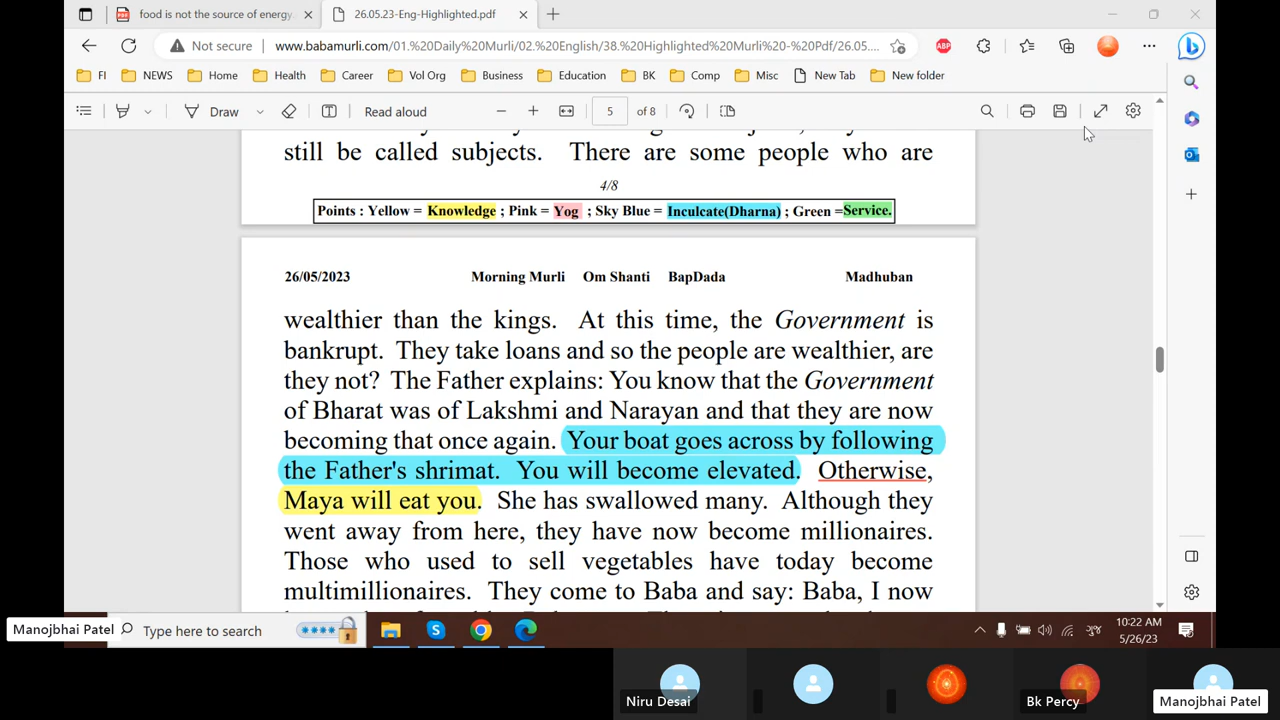 food is not the source of energy
26.05.23-Eng-Highlighted.pdf
Not secure
www.babamurli.com/01.%20Daily%20Murli/02.%20English/38.%20Highlighted%20Murli%20-%20Pdf/26.05....
FI NEWS Home Health Career Vol Org Business Education BK Comp Misc New Tab New folder
Draw Read aloud 5 of 8
still be called subjects. There are some people who are
4/8
Points : Yellow = Knowledge ; Pink = Yog ; Sky Blue = Inculcate(Dharna) ; Green =Service.
26/05/2023 Morning Murli Om Shanti BapDada Madhuban
wealthier than the kings. At this time, the Government is
bankrupt. They take loans and so the people are wealthier, are
they not? The Father explains: You know that the Government
of Bharat was of Lakshmi and Narayan and that they are now
becoming that once again. Your boat goes across by following
the Father's shrimat. You will become elevated. Otherwise,
Maya will eat you. She has swallowed many. Although they
went away from here, they have now become millionaires.
Those who used to sell vegetables have today become
multimillionaires. They come to Baba and say: Baba, I now
Manojbhai Patel
Type here to search
10:22 AM
5/26/23
Niru Desai
Bk Percy
Manojbhai Patel